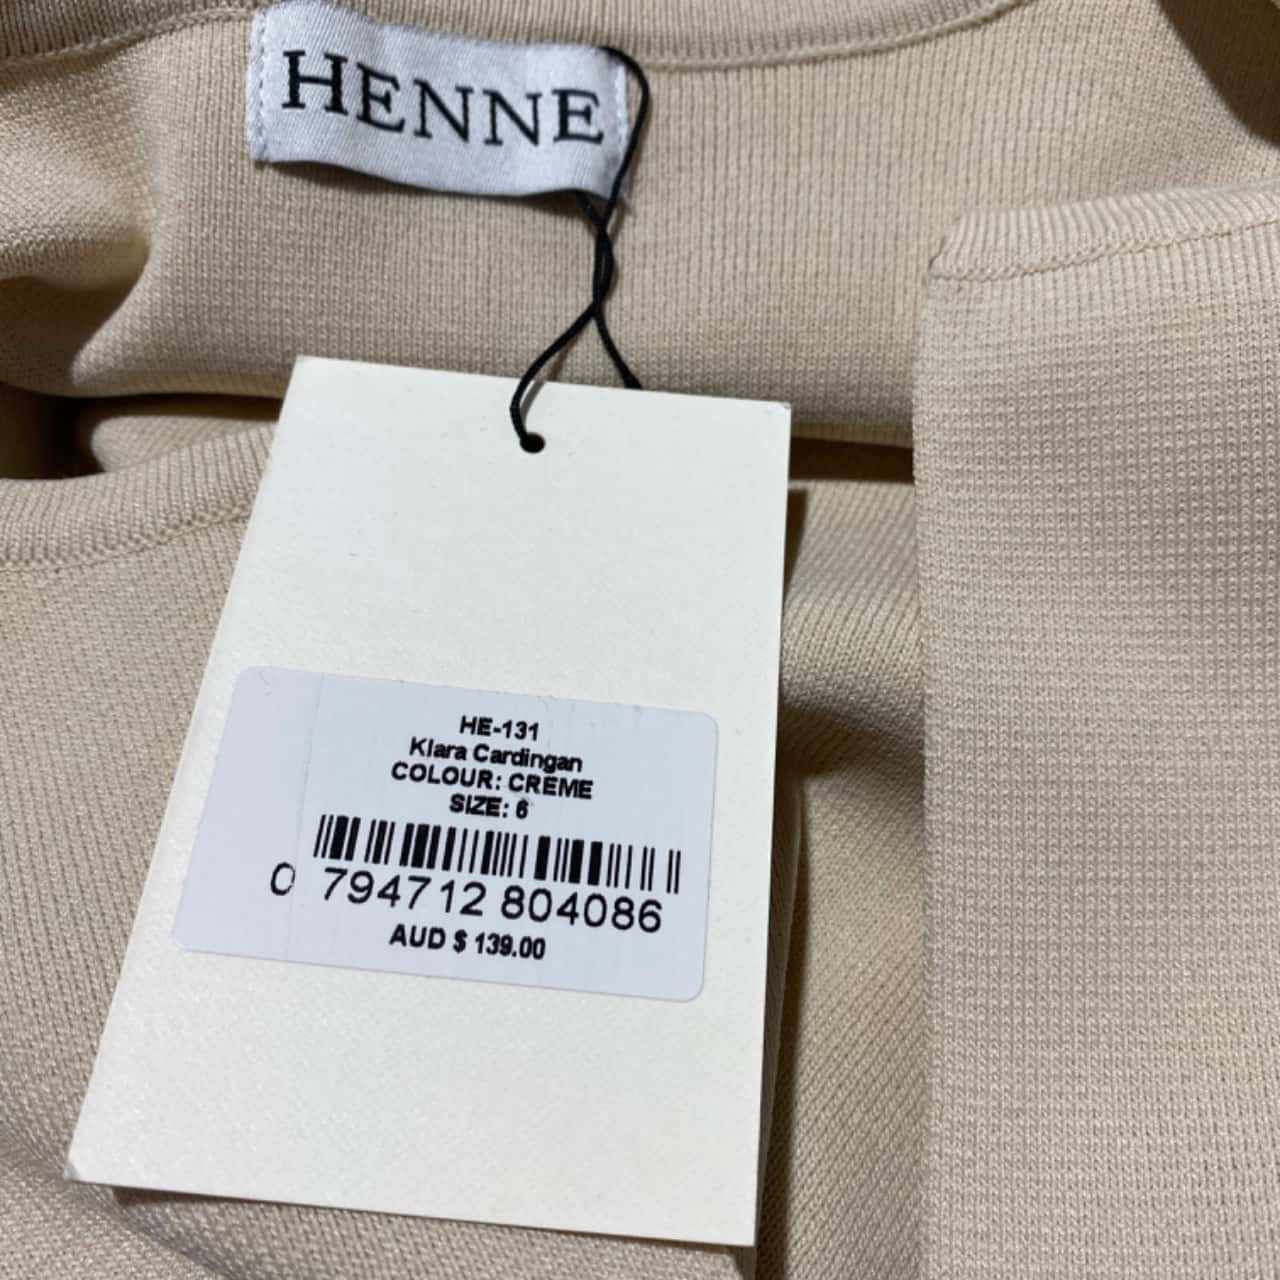 HENNE
HE-131
Klara Cardingan
COLOUR: CREME
SIZE: 6
0 794712 804086
AUD $ 139.00